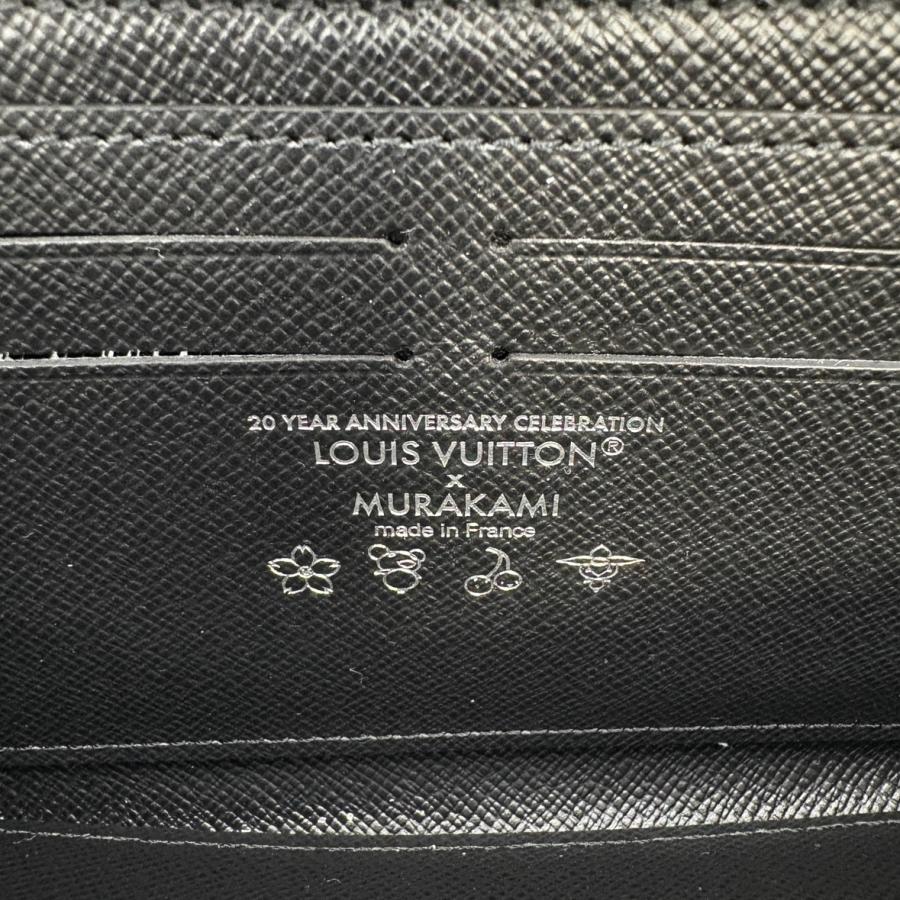 20 YEAR ANNIVERSARY CELEBRATION
LOUIS VUITTON®
x
MURAKAMI
made in France